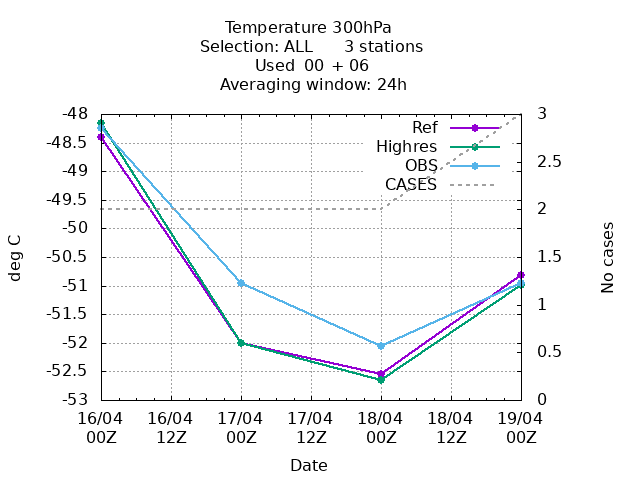 Temperature 300hPa
Selection: ALL 3 stations
Used 00 + 06
Averaging window: 24h
-48
-48.5
-49
-49.5
-50
-50.5
-51
-51.5
-52
-52.5
-53
deg C
3
2.5
2
1.5
1
0.5
0
No cases
Ref
Highres
OBS
CASES
16/04 16/04 17/04 17/04 18/04 18/04 19/04
00Z 12Z 00Z 12Z 00Z 12Z 00Z
Date